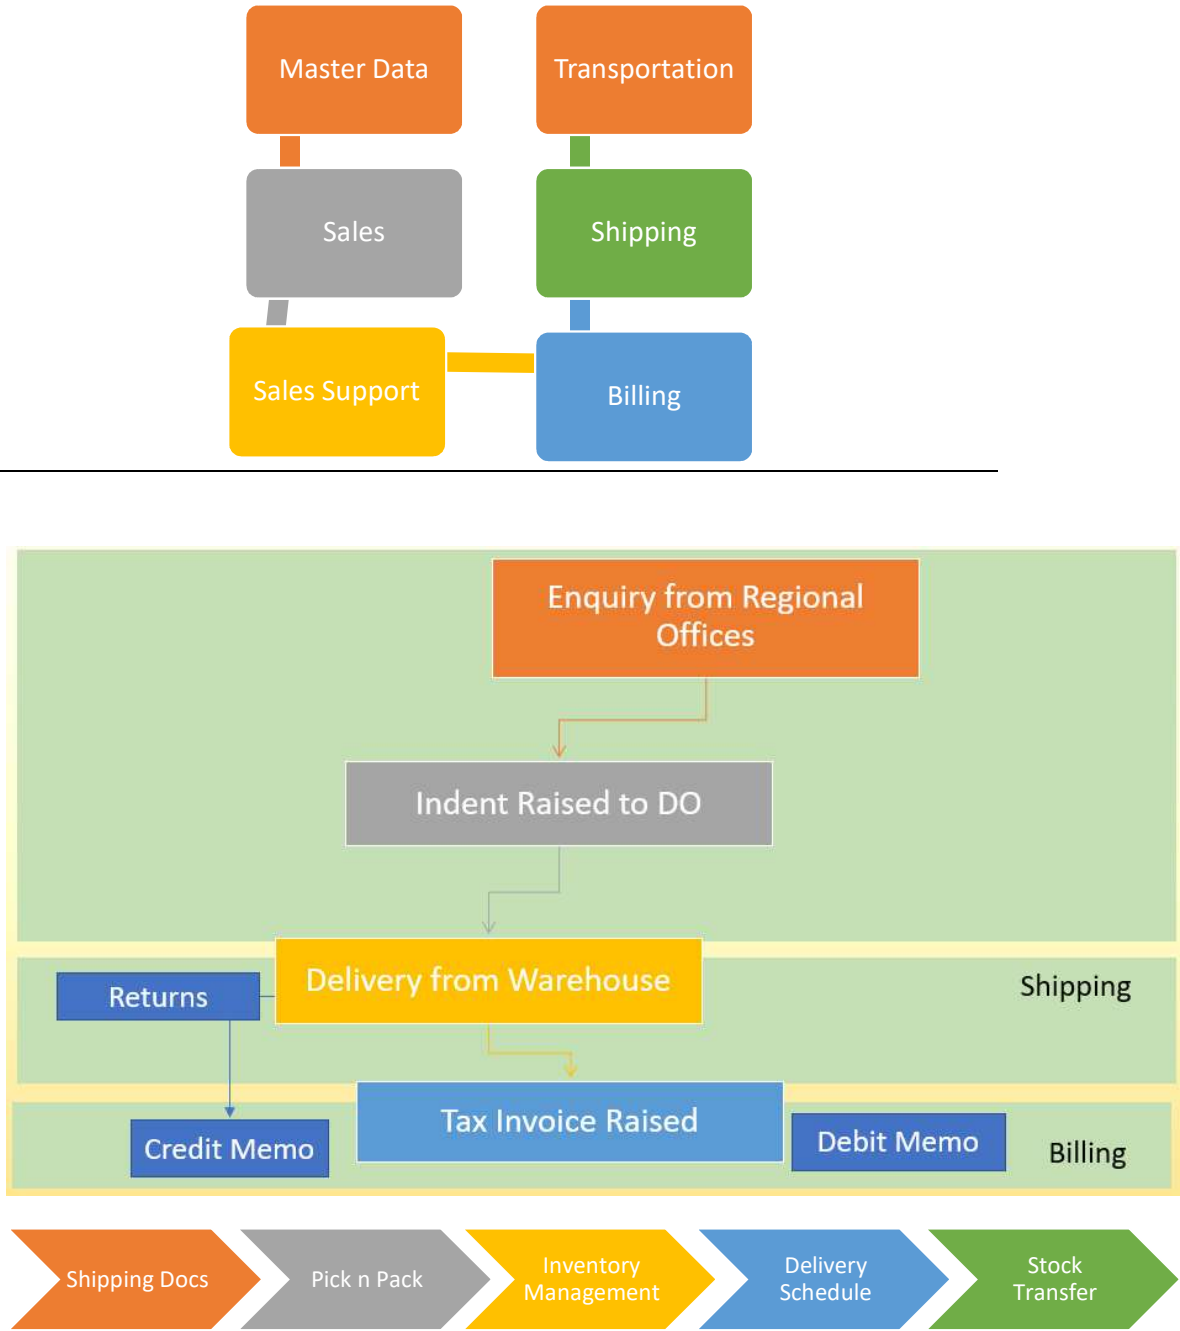 Master Data
Transportation
Sales
Shipping
Sales Support
Billing
Enquiry from Regional
Offices
Indent Raised to DO
Delivery from Warehouse
Returns
Shipping
Tax Invoice Raised
Credit Memo
Debit Memo
Billing
Shipping Docs
Pick n Pack
Inventory
Management
Delivery
Schedule
Stock
Transfer